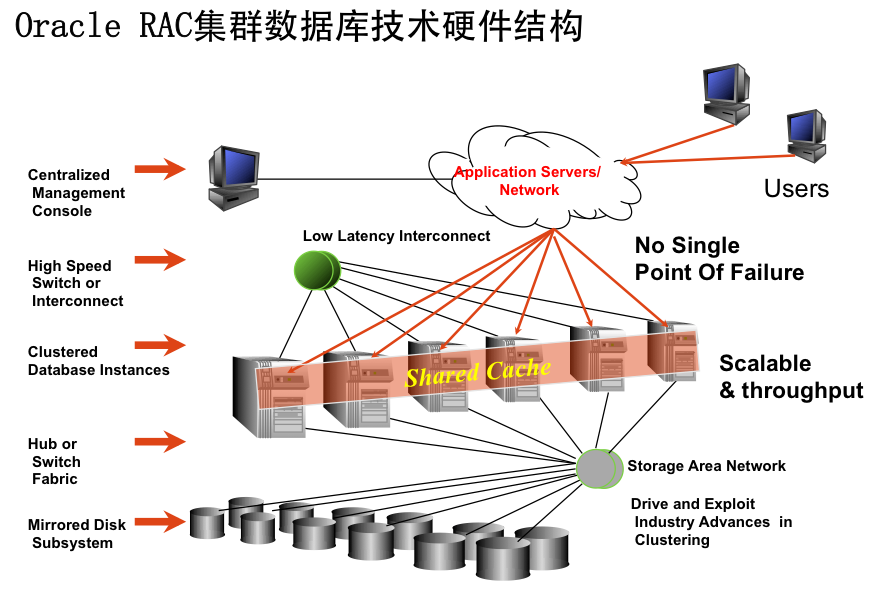 Oracle RAC集群数据库技术硬件结构
Centralized
Management
Console
Application Servers/
Network
Users
Low Latency Interconnect
High Speed
Switch or
Interconnect
No Single
Point Of Failure
Clustered
Database Instances
Shared Cache
Scalable
& throughput
Hub or
Switch
Fabric
Storage Area Network
Mirrored Disk
Subsystem
Drive and Exploit
Industry Advances in
Clustering